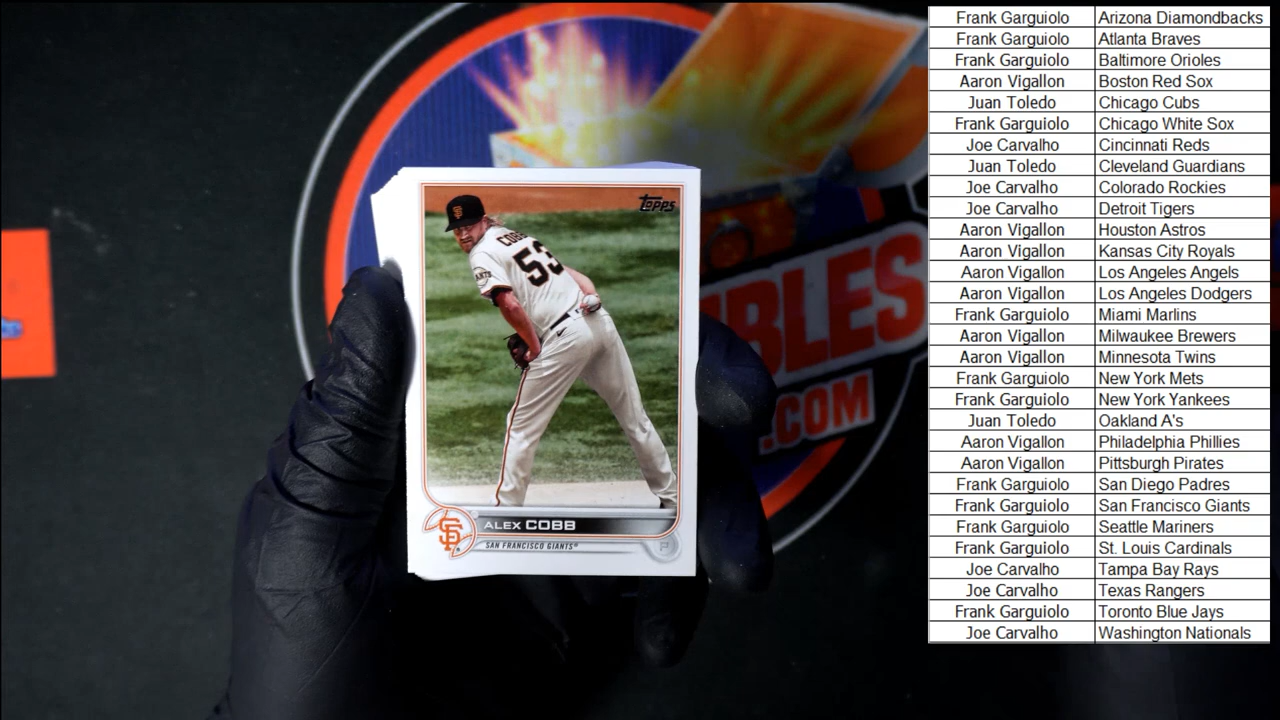 Topps
COBB
53
ALEX COBB
SAN FRANCISCO GIANTS
P
SF
.COM
Frank Garguiolo Arizona Diamondbacks
Frank Garguiolo Atlanta Braves
Frank Garguiolo Baltimore Orioles
Aaron Vigallon Boston Red Sox
Juan Toledo Chicago Cubs
Frank Garguiolo Chicago White Sox
Joe Carvalho Cincinnati Reds
Juan Toledo Cleveland Guardians
Joe Carvalho Colorado Rockies
Joe Carvalho Detroit Tigers
Aaron Vigallon Houston Astros
Aaron Vigallon Kansas City Royals
Aaron Vigallon Los Angeles Angels
Aaron Vigallon Los Angeles Dodgers
Frank Garguiolo Miami Marlins
Aaron Vigallon Milwaukee Brewers
Aaron Vigallon Minnesota Twins
Frank Garguiolo New York Mets
Frank Garguiolo New York Yankees
Juan Toledo Oakland A's
Aaron Vigallon Philadelphia Phillies
Aaron Vigallon Pittsburgh Pirates
Frank Garguiolo San Diego Padres
Frank Garguiolo San Francisco Giants
Frank Garguiolo Seattle Mariners
Frank Garguiolo St. Louis Cardinals
Joe Carvalho Tampa Bay Rays
Joe Carvalho Texas Rangers
Frank Garguiolo Toronto Blue Jays
Joe Carvalho Washington Nationals